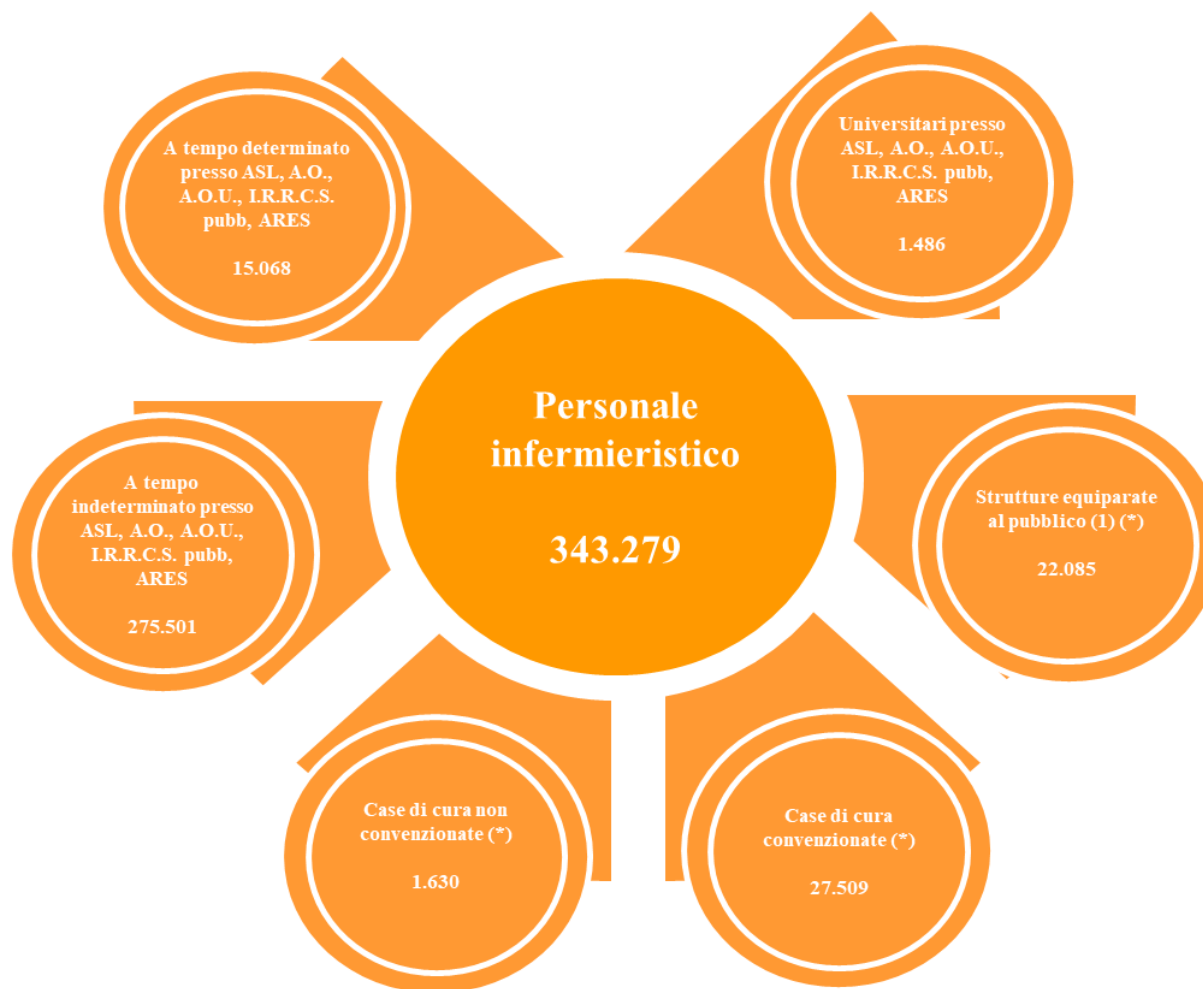 A tempo determinato
presso ASL, A.O.,
A.O.U., I.R.R.C.S.
pubb, ARES
15.068
Universitari presso
ASL, A.O., A.O.U.,
I.R.R.C.S. pubb,
ARES
1.486
Personale
infermieristico
343.279
A tempo
indeterminato presso
ASL, A.O., A.O.U.,
I.R.R.C.S. pubb,
ARES
275.501
Strutture equiparate
al pubblico (1) (*)
22.085
Case di cura non
convenzionate (*)
1.630
Case di cura
convenzionate (*)
27.509